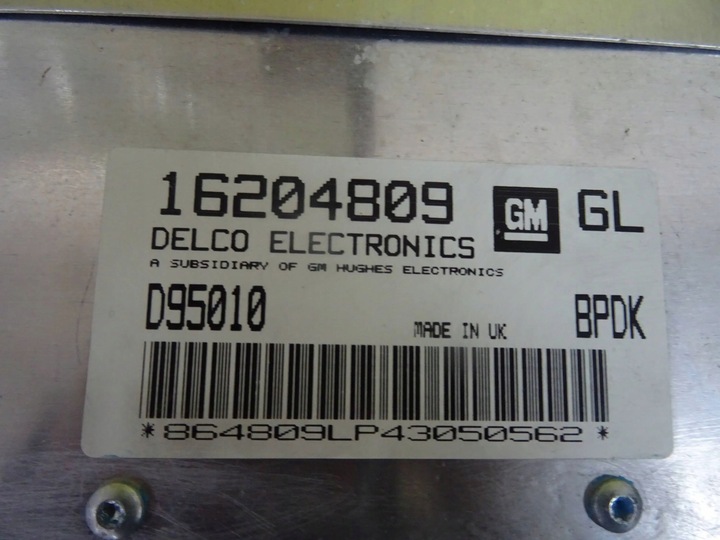 16204809 GM GL
DELCO ELECTRONICS
A SUBSIDIARY OF GM HUGHES ELECTRONICS
D95010 MADE IN UK BPDK
*864809LP43050562*